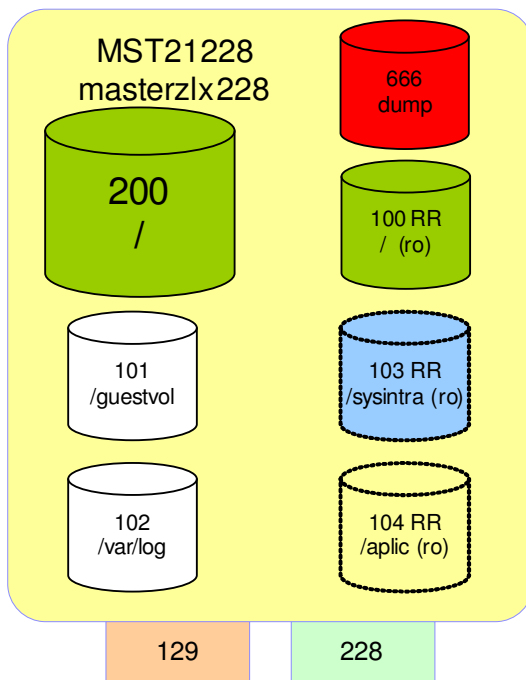 MST21228
masterzlx228
666
dump
200
/
100 RR
/ (ro)
101
/guestvol
103 RR
/sysintra (ro)
102
/var/log
104 RR
/aplic (ro)
129
228